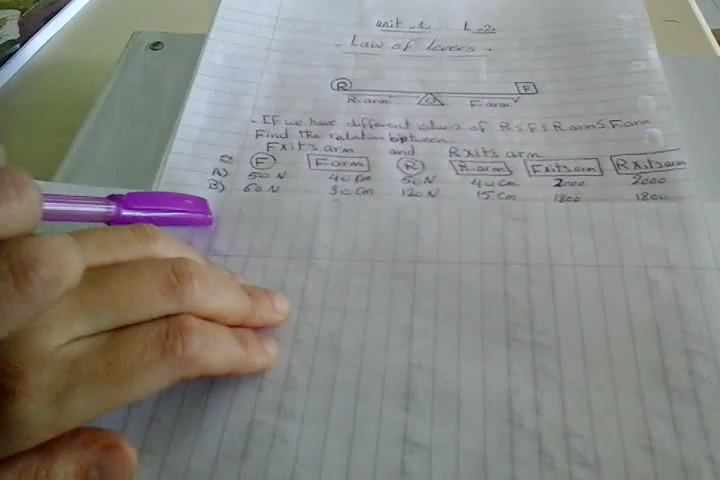 unit 1 L 2
- Law of levers -
R F
R arm F arm
- If we have different values of R & F & R arm & F arm
Find the relation between
F x its arm and R x its arm
F F arm R R arm F x its arm R x its arm
A) 50 N 40 cm 50 N 40 cm 2000 2000
B) 60 N 30 cm 120 N 15 cm 1800 1800